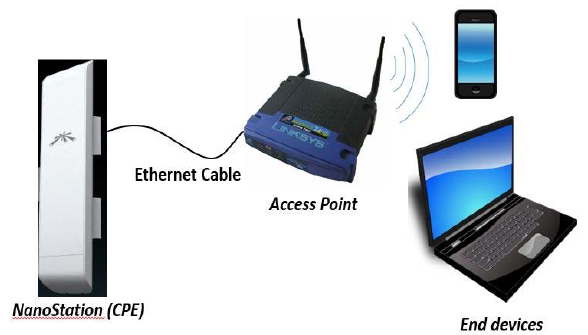 LINKSYS
Ethernet Cable
Access Point
NanoStation (CPE)
End devices